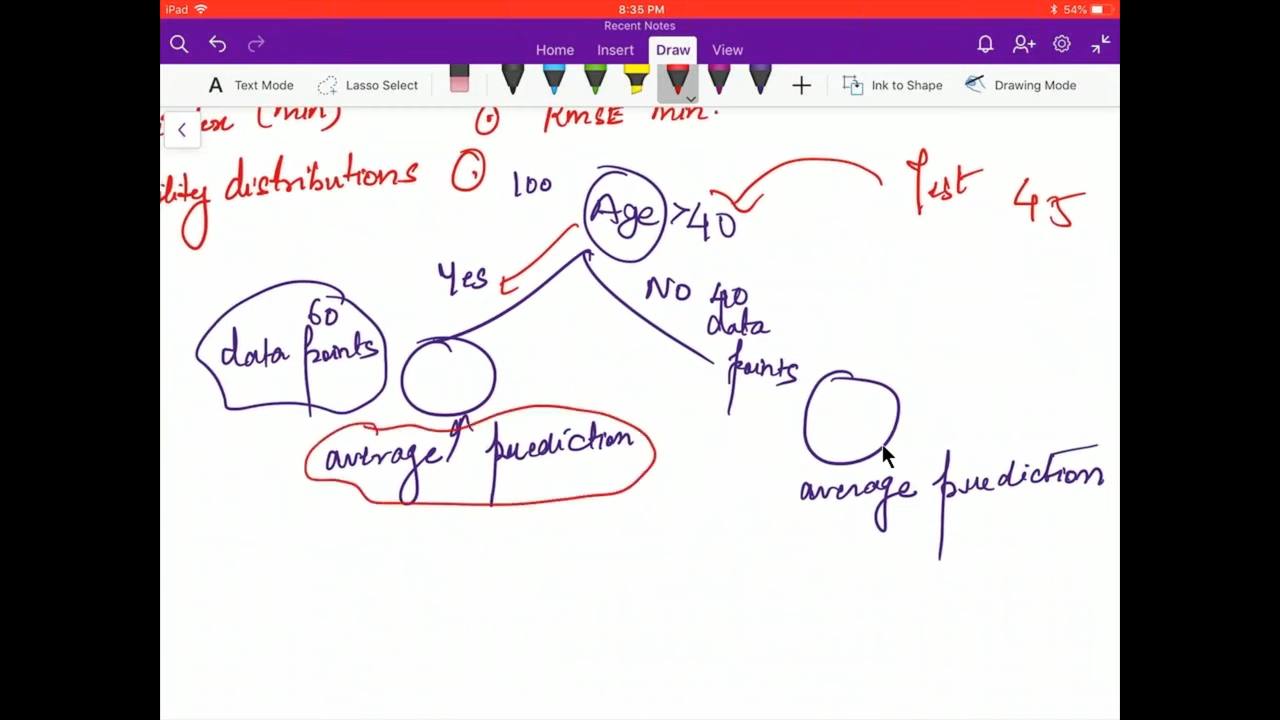 iPad 8:35 PM 54%
Recent Notes
Home Insert Draw View
A Text Mode Lasso Select Ink to Shape Drawing Mode
(min) RMSE min.
distributions
100 Age >40 Test 45
Yes No 40
data
points
60
data points
average prediction
average prediction